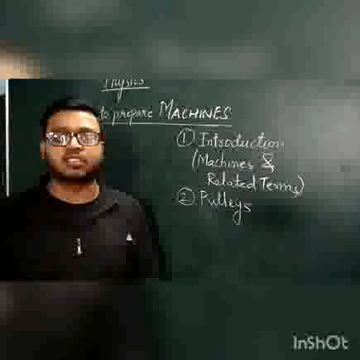 Physics
to prepare MACHINES
① Introduction
(Machines &
Related Terms)
② Pulleys
InShOt